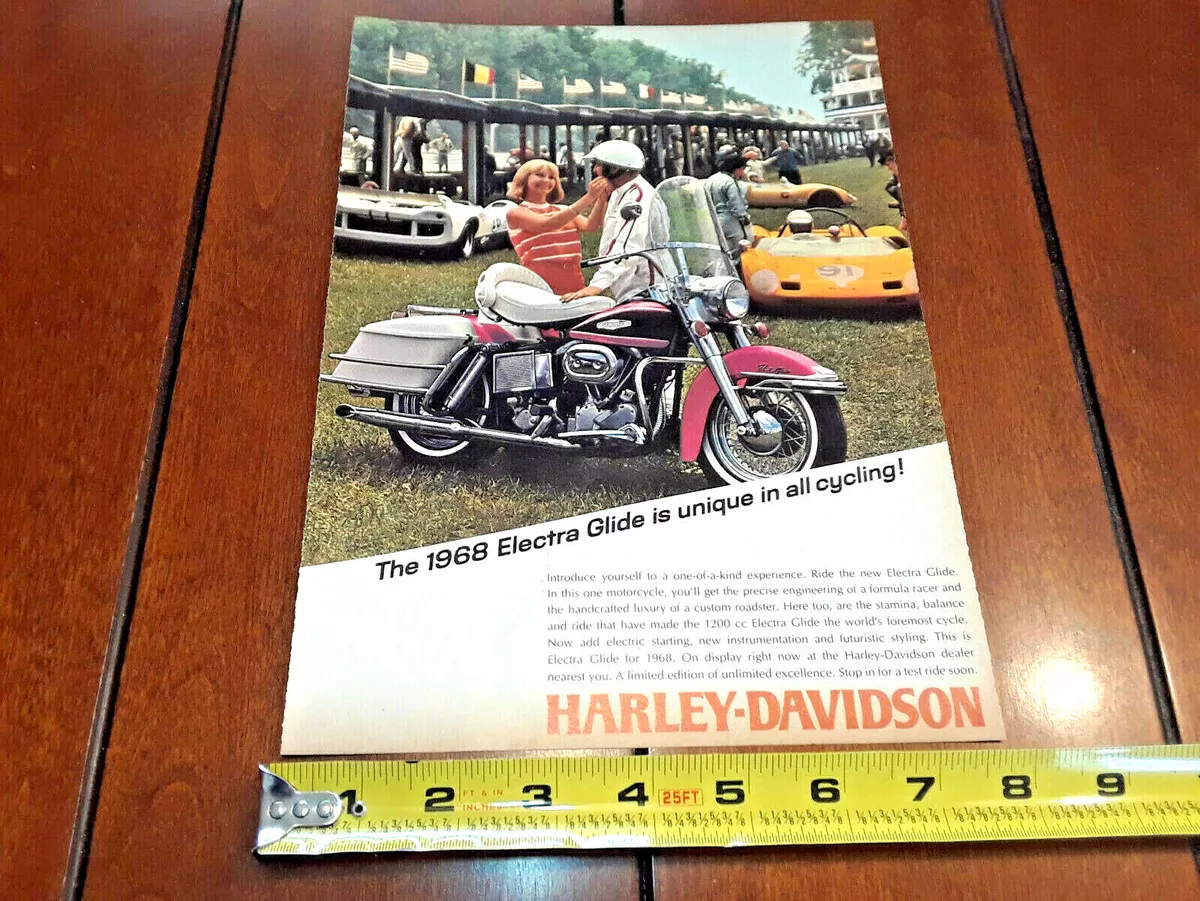 91
The 1968 Electra Glide is unique in all cycling!
Introduce yourself to a one-of-a-kind experience. Ride the new Electra Glide.
In this one motorcycle, you'll get the precise engineering of a formula racer and
the handcrafted luxury of a custom roadster. Here too, are the stamina, balance
and ride that have made the 1200 cc Electra Glide the world's foremost cycle.
Now add electric starting, new instrumentation and futuristic styling. This is
Electra Glide for 1968. On display right now at the Harley-Davidson dealer
nearest you. A limited edition of unlimited excellence. Stop in for a test ride soon.
HARLEY-DAVIDSON
1 2 FT & IN 3 4 25FT 5 6 7 8 9
INCHES